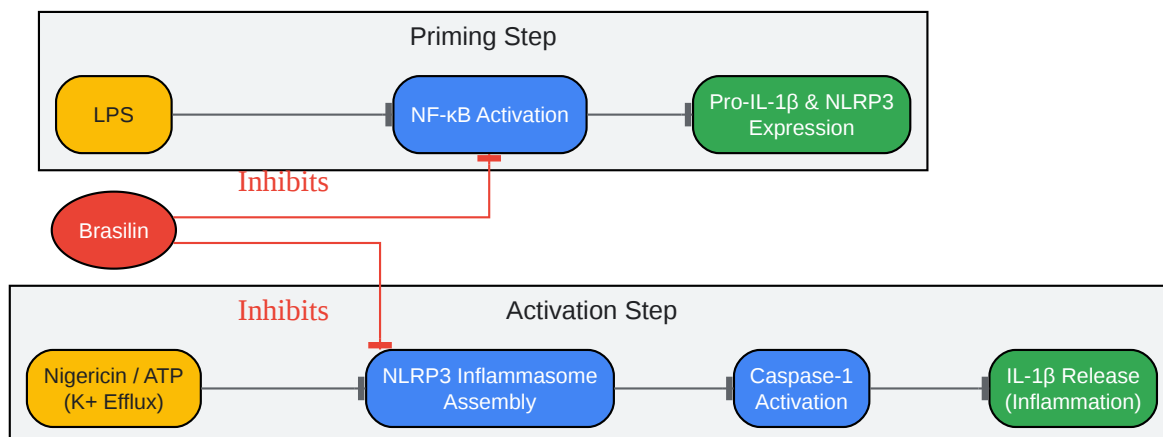 Priming Step
LPS
NF-κB Activation
Pro-IL-1β & NLRP3
Expression
Inhibits
Brasilin
Inhibits
Activation Step
Nigericin / ATP
(K+ Efflux)
NLRP3 Inflammasome
Assembly
Caspase-1
Activation
IL-1β Release
(Inflammation)